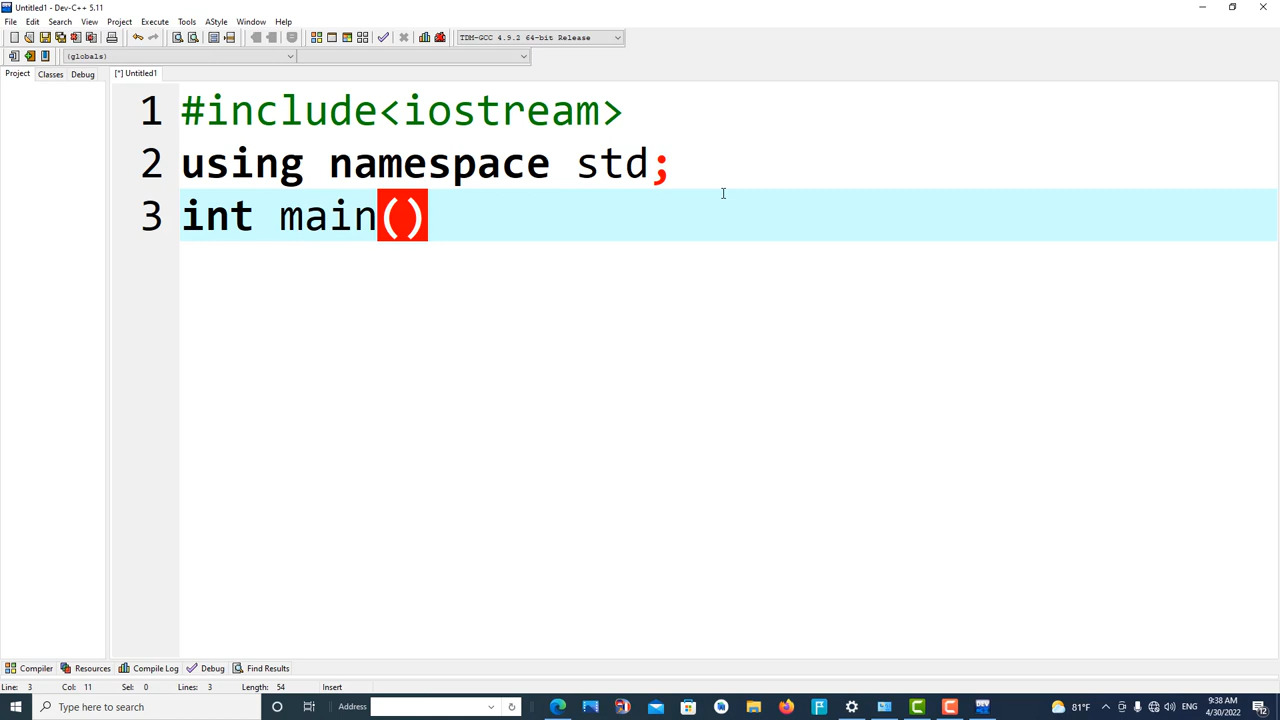 Untitled1 - Dev-C++ 5.11
File Edit Search View Project Execute Tools AStyle Window Help
TDM-GCC 4.9.2 64-bit Release
(globals)
Project Classes Debug [*] Untitled1
1 #include<iostream>
2 using namespace std;
3 int main()
Compiler Resources Compile Log Debug Find Results
Line: 3 Col: 11 Sel: 0 Lines: 3 Length: 54 Insert
Type here to search Address 81°F ENG 9:38 AM
4/30/2022